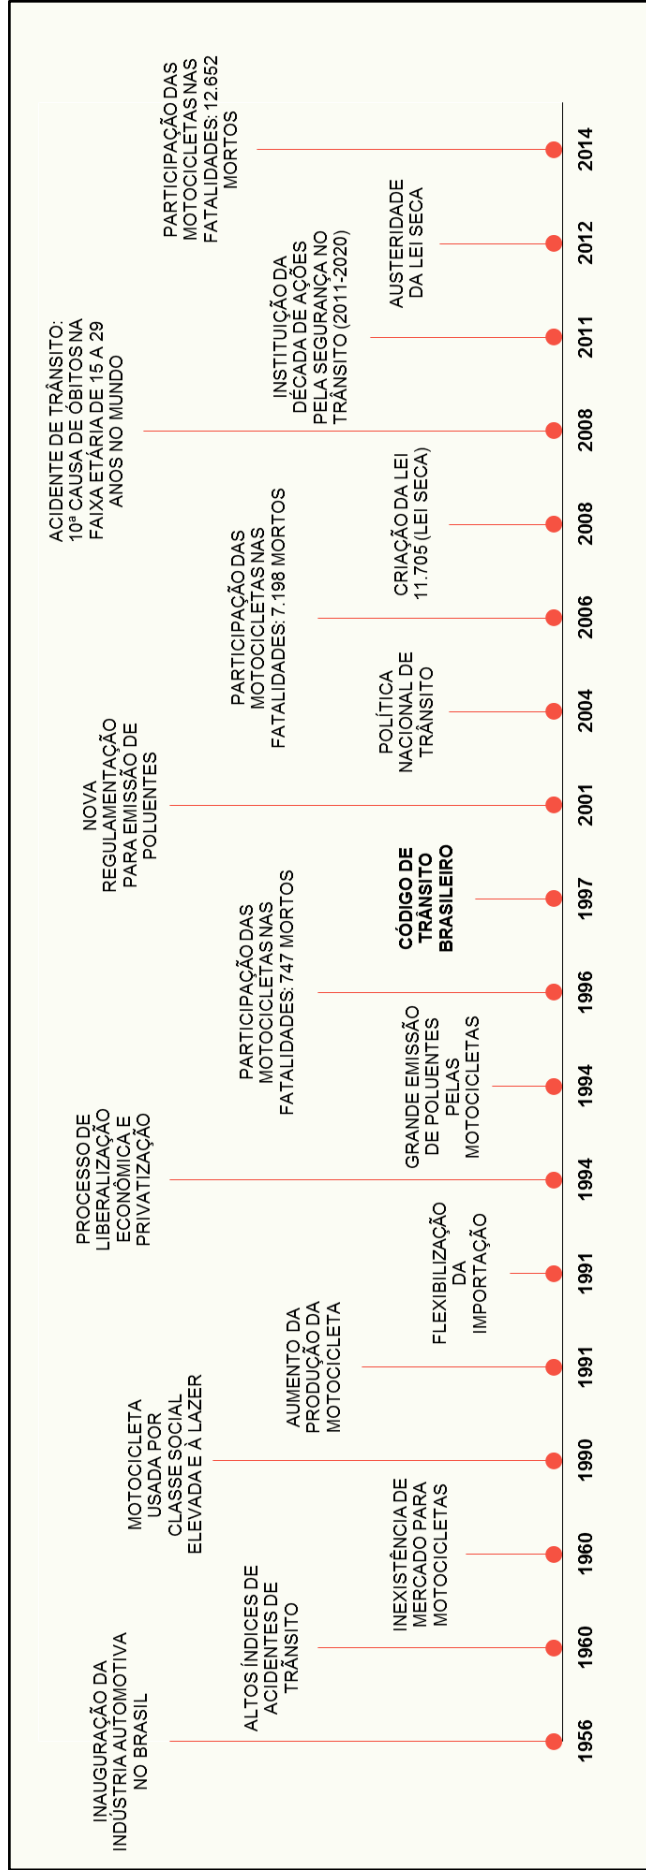 INAUGURAÇÃO DA
INDÚSTRIA AUTOMOTIVA
NO BRASIL
1956
ALTOS ÍNDICES DE
ACIDENTES DE
TRÃNSITO
1960
INEXISTÊNCIA DE
MERCADO PARA
MOTOCICLETAS
1960
MOTOCICLETA
USADA POR
CLASSE SOCIAL
ELEVADA E À LAZER
1990
AUMENTO DA
PRODUÇÃO DA
MOTOCICLETA
1991
FLEXIBILIZAÇÃO
DA
IMPORTAÇÃO
1991
PROCESSO DE
LIBERALIZAÇÃO
ECONÔMICA E
PRIVATIZAÇÃO
1994
GRANDE EMISSÃO
DE POLUENTES
PELAS
MOTOCICLETAS
1994
PARTICIPAÇÃO DAS
MOTOCICLETAS NAS
FATALIDADES: 747 MORTOS
1996
CÓDIGO DE
TRÂNSITO
BRASILEIRO
1997
NOVA
REGULAMENTAÇÃO
PARA EMISSÃO DE
POLUENTES
2001
POLÍTICA
NACIONAL DE
TRÂNSITO
2004
PARTICIPAÇÃO DAS
MOTOCICLETAS NAS
FATALIDADES: 7.198 MORTOS
2006
CRIAÇÃO DA LEI
11.705 (LEI SECA)
2008
ACIDENTE DE TRÂNSITO:
10ª CAUSA DE ÓBITOS NA
FAIXA ETÁRIA DE 15 A 29
ANOS NO MUNDO
2008
INSTITUIÇÃO DA
DÉCADA DE AÇÕES
PELA SEGURANÇA NO
TRÂNSITO (2011-2020)
2011
AUSTERIDADE
DA LEI SECA
2012
PARTICIPAÇÃO DAS
MOTOCICLETAS NAS
FATALIDADES: 12.652
MORTOS
2014